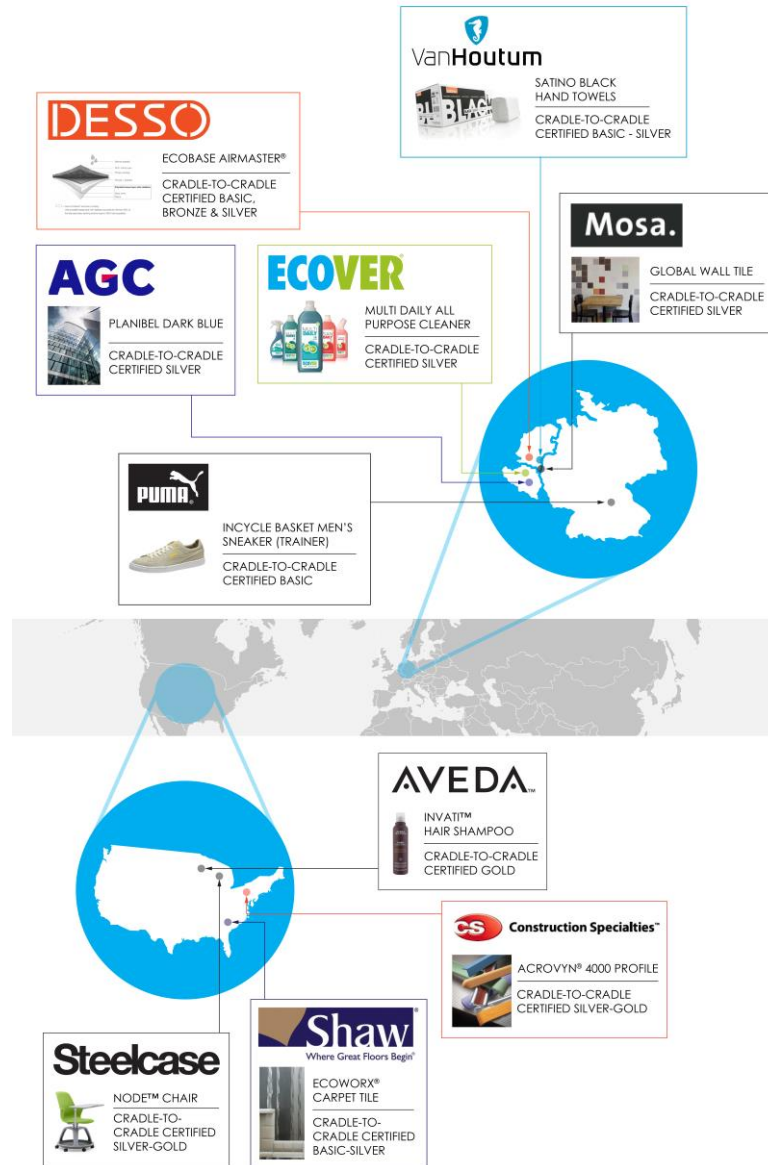 VanHoutum
SATINO BLACK
HAND TOWELS
CRADLE-TO-CRADLE
CERTIFIED BASIC - SILVER
DESSO
ECOBASE AIRMASTER®
CRADLE-TO-CRADLE
CERTIFIED BASIC,
BRONZE & SILVER
Mosa.
GLOBAL WALL TILE
CRADLE-TO-CRADLE
CERTIFIED SILVER
AGC
PLANIBEL DARK BLUE
CRADLE-TO-CRADLE
CERTIFIED SILVER
ECOVER®
MULTI DAILY ALL
PURPOSE CLEANER
CRADLE-TO-CRADLE
CERTIFIED SILVER
PUMA®
INCYCLE BASKET MEN'S
SNEAKER (TRAINER)
CRADLE-TO-CRADLE
CERTIFIED BASIC
AVEDA™
INVATI™
HAIR SHAMPOO
CRADLE-TO-CRADLE
CERTIFIED GOLD
CS Construction Specialties™
ACROVYN® 4000 PROFILE
CRADLE-TO-CRADLE
CERTIFIED SILVER-GOLD
Steelcase
NODE™ CHAIR
CRADLE-TO-
CRADLE CERTIFIED
SILVER-GOLD
Shaw®
Where Great Floors Begin®
ECOWORX®
CARPET TILE
CRADLE-TO-
CRADLE CERTIFIED
BASIC-SILVER